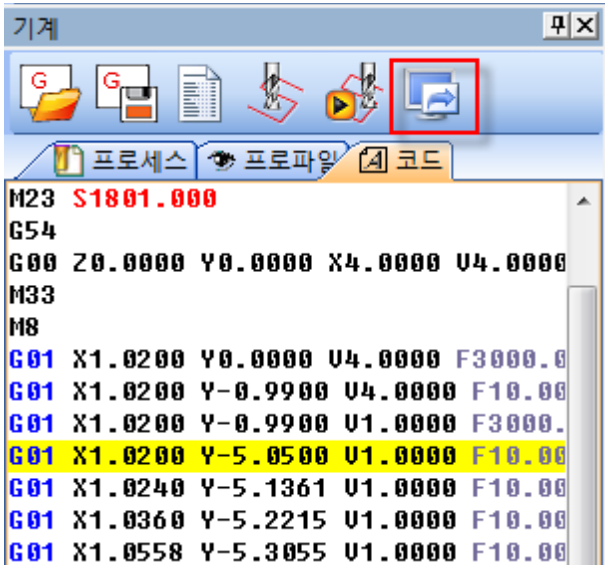 기계
G G
프로세스 프로파일 코드
M23 S1801.000
G54
G00 Z0.0000 Y0.0000 X4.0000 V4.0000
M33
M8
G01 X1.0200 Y0.0000 V4.0000 F3000.0
G01 X1.0200 Y-0.9900 V4.0000 F10.00
G01 X1.0200 Y-0.9900 V1.0000 F3000.
G01 X1.0200 Y-5.0500 V1.0000 F10.00
G01 X1.0240 Y-5.1361 V1.0000 F10.00
G01 X1.0360 Y-5.2215 V1.0000 F10.00
G01 X1.0558 Y-5.3055 V1.0000 F10.00